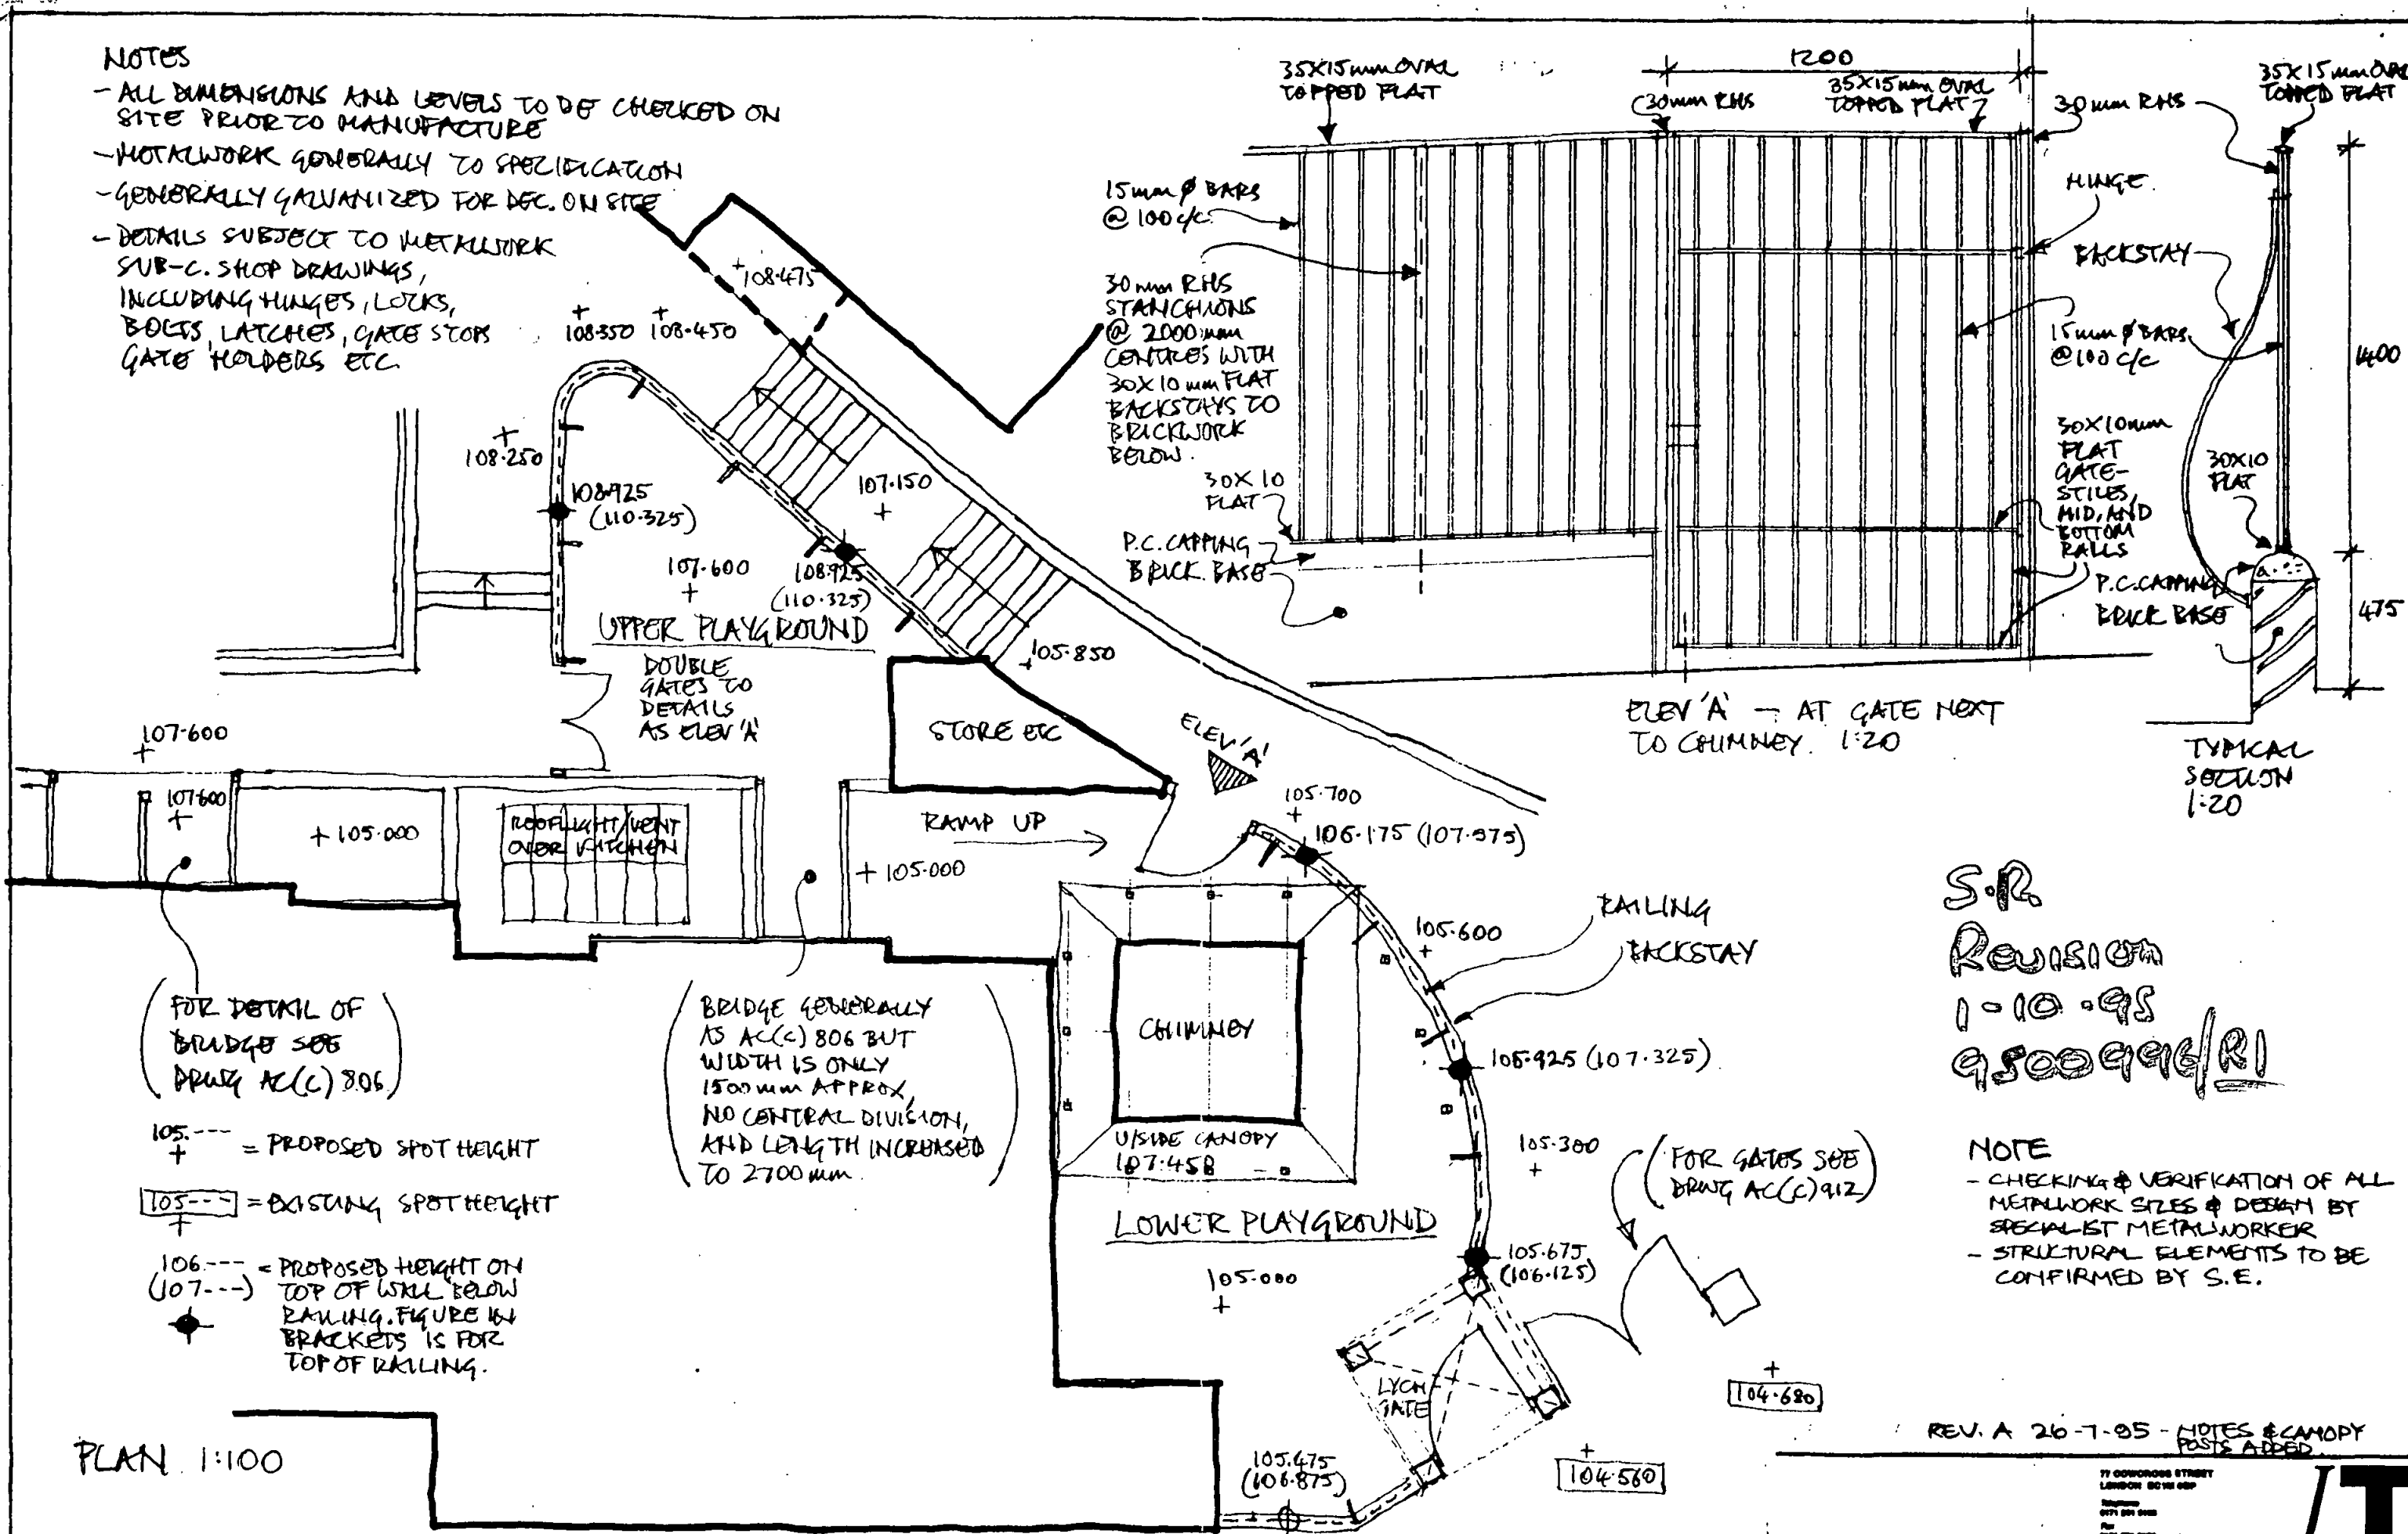 NOTES
- ALL DIMENSIONS AND LEVELS TO BE CHECKED ON
SITE PRIOR TO MANUFACTURE
- METALWORK GENERALLY TO SPECIFICATION
- GENERALLY GALVANIZED FOR DEC. ON SITE
- DETAILS SUBJECT TO METALWORK
SUB-C. SHOP DRAWINGS,
INCLUDING HINGES, LOCKS,
BOLTS, LATCHES, GATE STOPS
GATE HOLDERS ETC.
108.475
108.350
108.450
108.250
108.925
(110.325)
107.150
107.600
108.925
(110.325)
UPPER PLAYGROUND
105.850
DOUBLE
GATES TO
DETAILS
AS ELEV 'A'
STORE ETC
ELEV 'A'
107.600
107.600
105.000
ROOFLIGHT/VENT
OVER KITCHEN
RAMP UP
105.000
105.700
106.175 (107.575)
105.600
RAILING
BACKSTAY
CHIMNEY
105.925 (107.325)
U/SIDE CANOPY
107.458
105.300
(FOR GATES SEE
DRWG AC(C) 912)
LOWER PLAYGROUND
105.000
105.675
(106.125)
LYCH
GATE
104.680
104.560
105.475
(106.875)
(FOR DETAIL OF
BRIDGE SEE
DRWG AC(C) 806)
(BRIDGE GENERALLY
AS AC(C) 806 BUT
WIDTH IS ONLY
1500mm APPROX,
NO CENTRAL DIVISION,
AND LENGTH INCREASED
TO 2700mm.)
105.--- = PROPOSED SPOT HEIGHT
105--- = EXISTING SPOT HEIGHT
106.--- = PROPOSED HEIGHT ON
(107---) TOP OF WALL BELOW
RAILING. FIGURE IN
BRACKETS IS FOR
TOP OF RAILING.
PLAN 1:100
35X15mm OVAL
TOPPED FLAT
1200
30mm RHS
35X15mm OVAL
TOPPED FLAT
15mm Ø BARS
@ 100 c/c
30mm RHS
STANCHIONS
@ 2000mm
CENTRES WITH
30X10mm FLAT
BACKSTAYS TO
BRICKWORK
BELOW.
30X10
FLAT
P.C. CAPPING
BRICK BASE
30mm RHS
HINGE
BACKSTAY
15mm Ø BARS
@ 100 c/c
30X10mm
FLAT
GATE-
STILES,
MID, AND
BOTTOM
RAILS
ELEV 'A' - AT GATE NEXT
TO CHIMNEY. 1:20
35X15mm OVAL
TOPPED FLAT
1400
30X10
FLAT
P.C. CAPPING
BRICK BASE
475
TYPICAL
SECTION
1:20
S.R.
Revision
1-10-95
9500996/R1
NOTE
- CHECKING & VERIFICATION OF ALL
METALWORK SIZES & DESIGN BY
SPECIALIST METALWORKER
- STRUCTURAL ELEMENTS TO BE
CONFIRMED BY S.E.
REV. A 26-7-95 - NOTES & CANOPY
POSTS ADDED
77 COWCROSS STREET